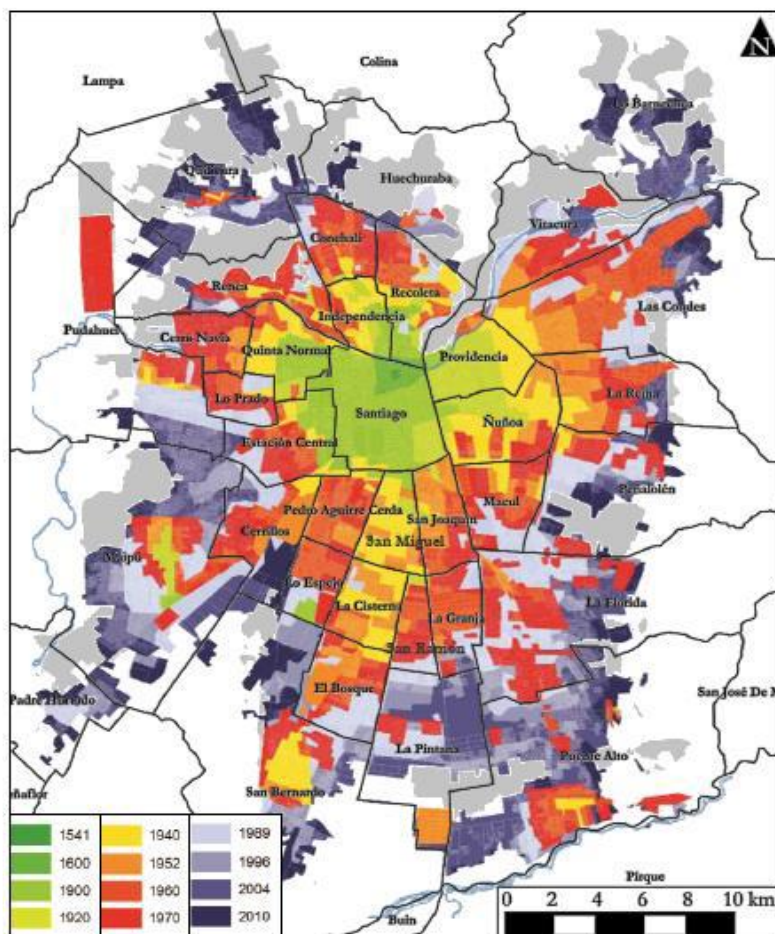 N
Colina
Lampa
Lo Barnechea
Quilicura
Huechuraba
Vitacura
Conchalí
Renca
Recoleta
Independencia
Las Condes
Pudahuel
Cerro Navia
Quinta Normal
Providencia
Lo Prado
La Reina
Santiago
Ñuñoa
Estación Central
Peñalolén
Macul
Pedro Aguirre Cerda
San Joaquín
Cerrillos
San Miguel
Maipú
Lo Espejo
La Cisterna
La Granja
La Florida
San Ramón
El Bosque
San José De M
Padre Hurtado
La Pintana
Puente Alto
San Bernardo
eñaflor
Pirque
Buin
1541
1600
1900
1920
1940
1952
1960
1970
1989
1996
2004
2010
0 2 4 6 8 10 km